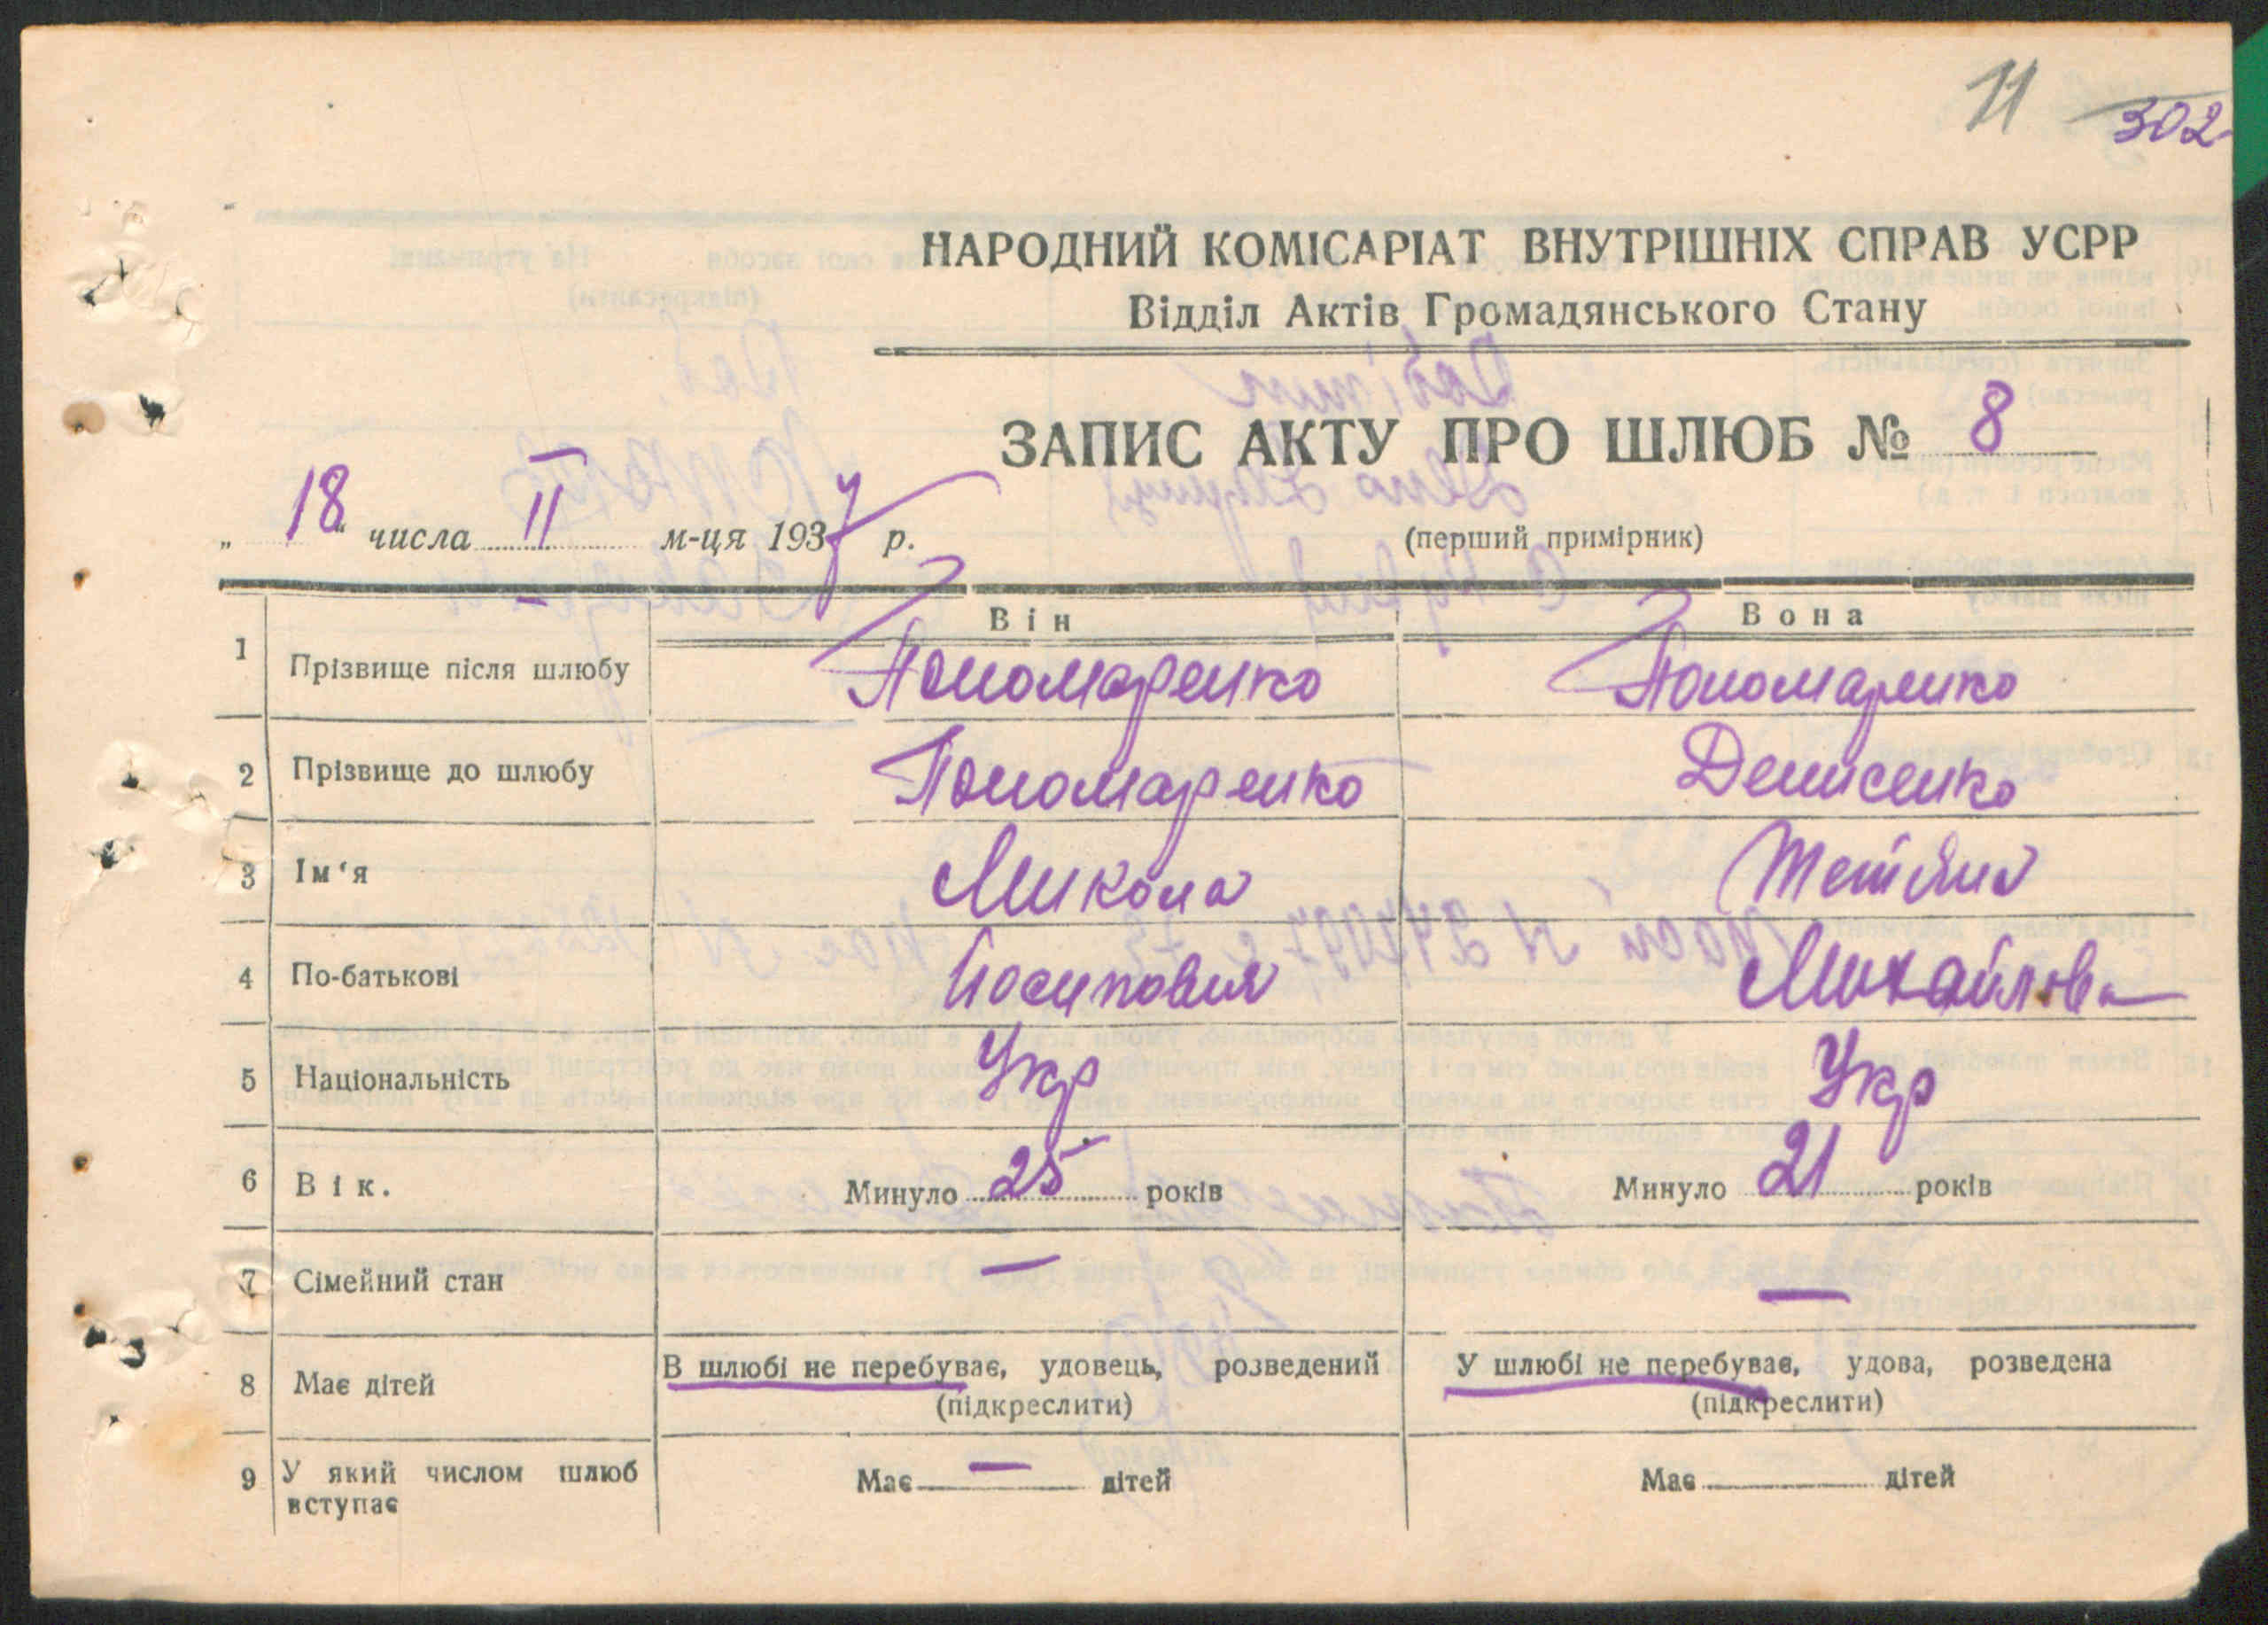 11 302
НАРОДНИЙ КОМІСАРІАТ ВНУТРІШНІХ СПРАВ УСРР
Відділ Актів Громадянського Стану
ЗАПИС АКТУ ПРО ШЛЮБ № 8
„ 18 “ числа II м-ця 1937 р. (перший примірник)
Він Вона
1 Прізвище після шлюбу Пономаренко Пономаренко
2 Прізвище до шлюбу Пономаренко Денисенко
3 Ім‘я Микола Тетяна
4 По-батькові Йосипович Михайлов
5 Національність Укр Укр
6 Вік. Минуло 25 років Минуло 21 років
7 Сімейний стан — —
8 Має дітей В шлюбі не перебуває, удовець, розведений У шлюбі не перебуває, удова, розведена
(підкреслити) (підкреслити)
9 У який числом шлюб Має — дітей Має дітей
вступає